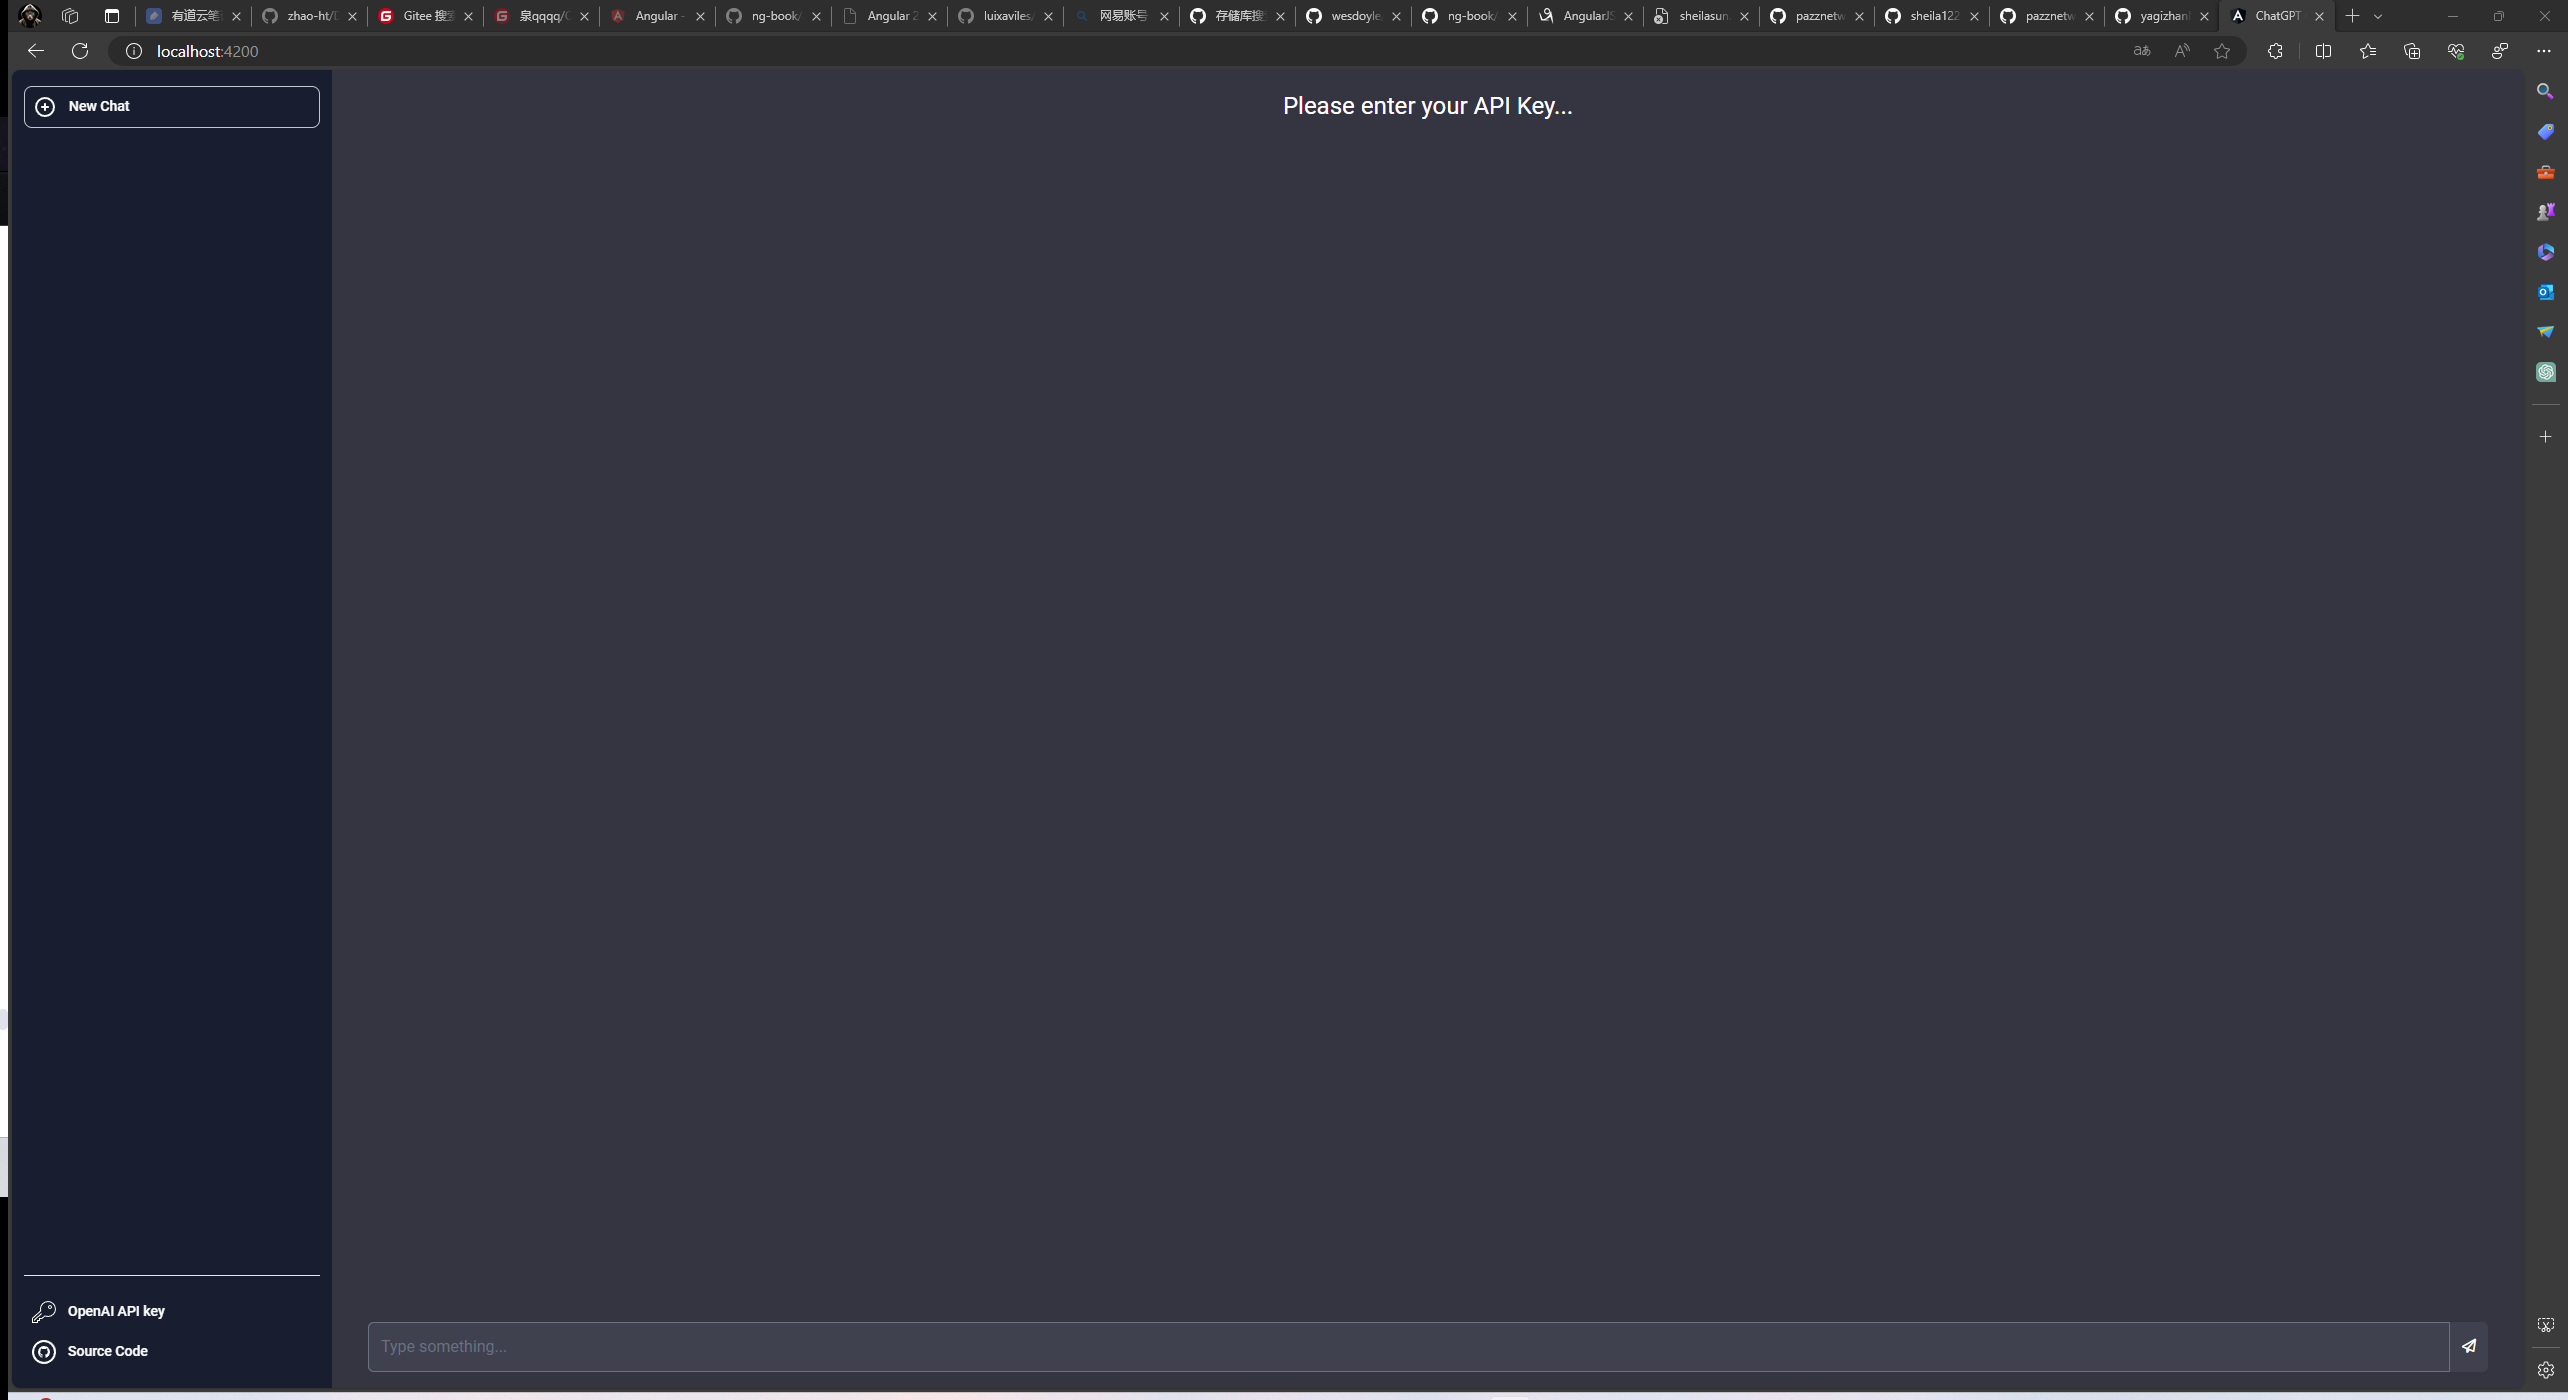 有道云笔 zhao-ht/ Gitee 搜 泉qqqq/ Angular - ng-book/ Angular 2 luixaviles/ 网易账号 存储库搜 wesdoyle ng-book/ AngularJS sheilasun pazznetw sheila122 pazznetw yagizhan ChatGPT
localhost:4200
New Chat
Please enter your API Key...
OpenAI API key
Source Code
Type something...